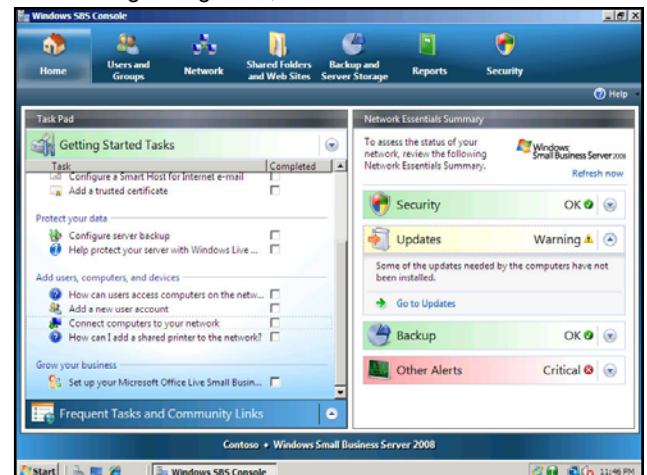 Windows SBS Console
Home
Users and Groups
Network
Shared Folders and Web Sites
Backup and Server Storage
Reports
Security
Help
Task Pad
Getting Started Tasks
Task Completed
Configure a Smart Host for Internet e-mail
Add a trusted certificate
Protect your data
Configure server backup
Help protect your server with Windows Live ...
Add users, computers, and devices
How can users access computers on the netw...
Add a new user account
Connect computers to your network
How can I add a shared printer to the network?
Grow your business
Set up your Microsoft Office Live Small Busin...
Frequent Tasks and Community Links
Network Essentials Summary
To assess the status of your
network, review the following
Network Essentials Summary.
Windows
Small Business Server 2008
Refresh now
Security OK
Updates Warning
Some of the updates needed by the computers have not
been installed.
Go to Updates
Backup OK
Other Alerts Critical
Contoso • Windows Small Business Server 2008
Start
Windows SBS Console
11:46 PM